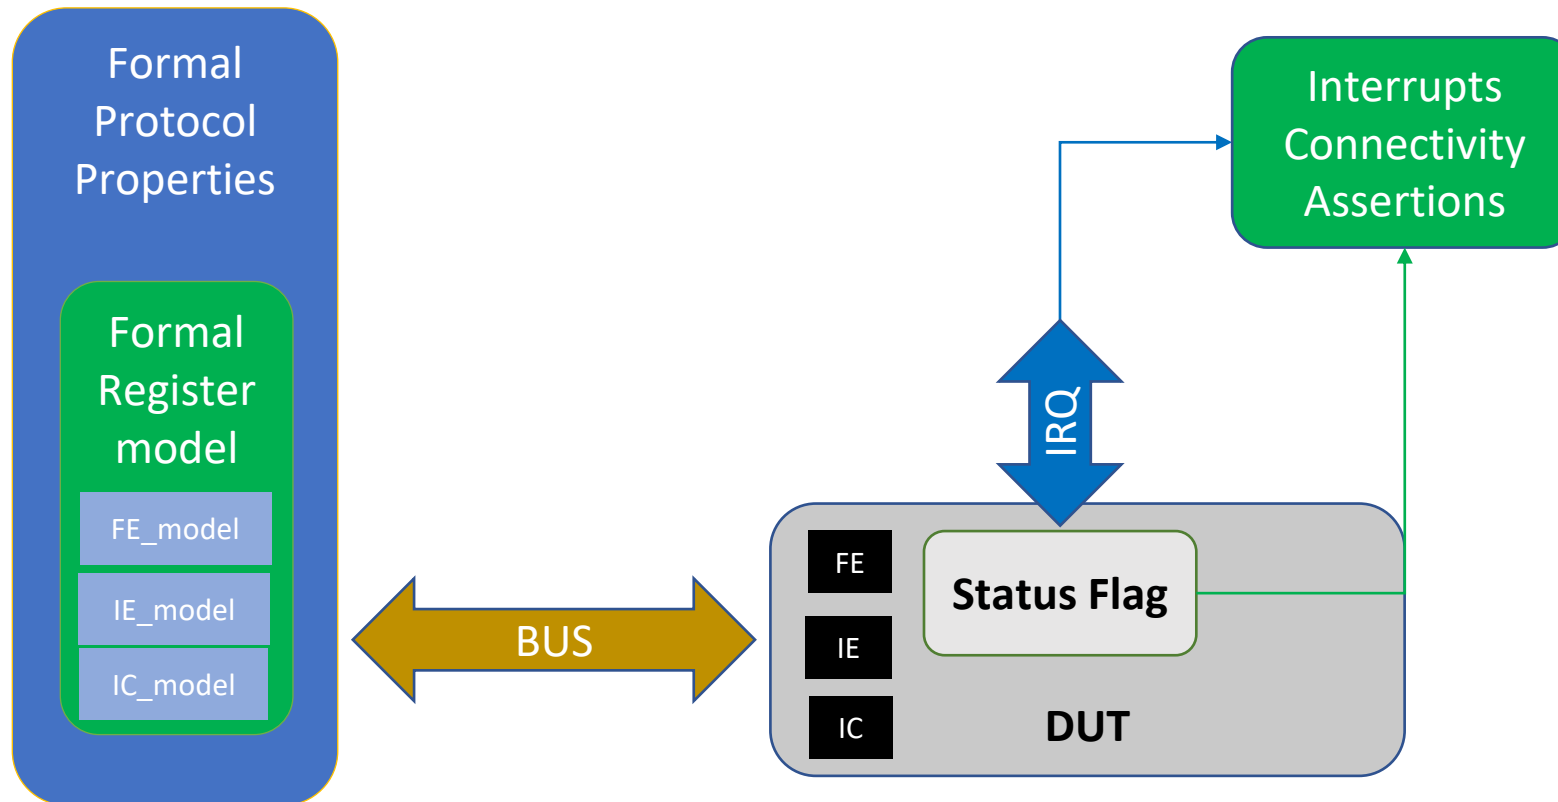 Formal
Protocol
Properties
Formal
Register
model
FE_model
IE_model
IC_model
BUS
Interrupts
Connectivity
Assertions
IRQ
FE
IE
IC
Status Flag
DUT